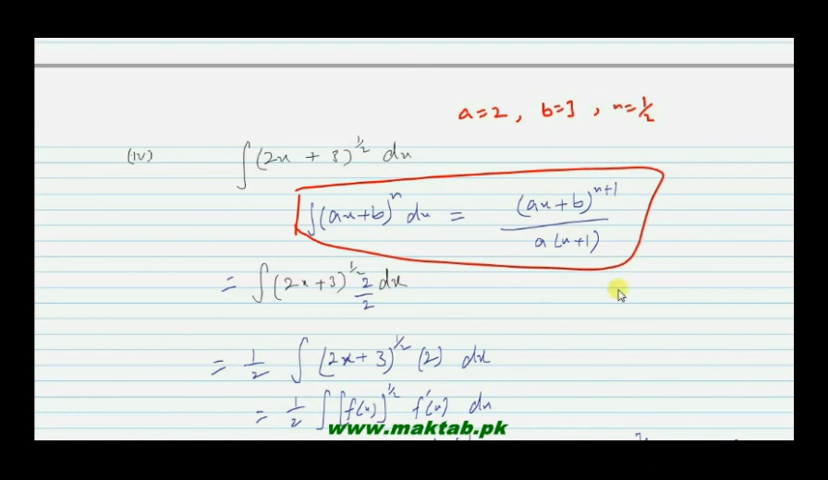 a=2, b=3, n=1/2
(iv) ∫(2x + 3)^{1/2} dx
∫(ax+b)^n dx = (ax+b)^{n+1} / a(n+1)
= ∫(2x+3)^{1/2} 2/2 dx
= 1/2 ∫ (2x+3)^{1/2} (2) dx
= 1/2 ∫ [f(x)]^{1/2} f'(x) dx
www.maktab.pk